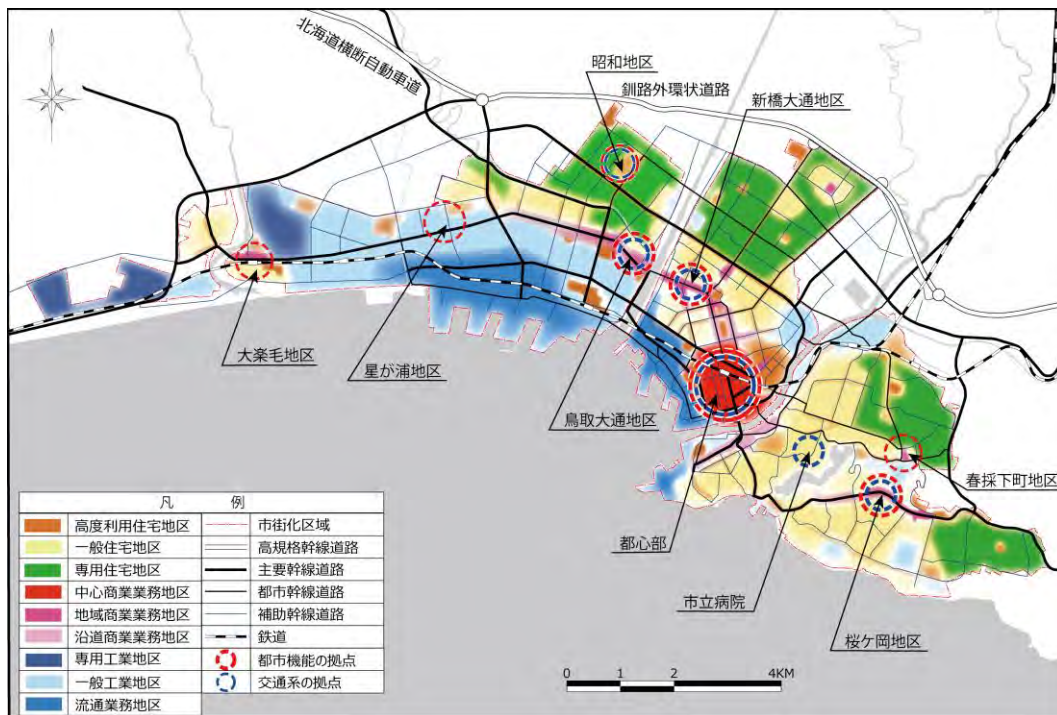 北海道横断自動車道
昭和地区
釧路外環状道路
新橋大通地区
大楽毛地区
星が浦地区
鳥取大通地区
春採下町地区
都心部
市立病院
桜ケ岡地区
凡 例
高度利用住宅地区 市街化区域
一般住宅地区 高規格幹線道路
専用住宅地区 主要幹線道路
中心商業業務地区 都市幹線道路
地域商業業務地区 補助幹線道路
沿道商業業務地区 鉄道
専用工業地区 都市機能の拠点
一般工業地区 交通系の拠点
流通業務地区
0 1 2 4KM